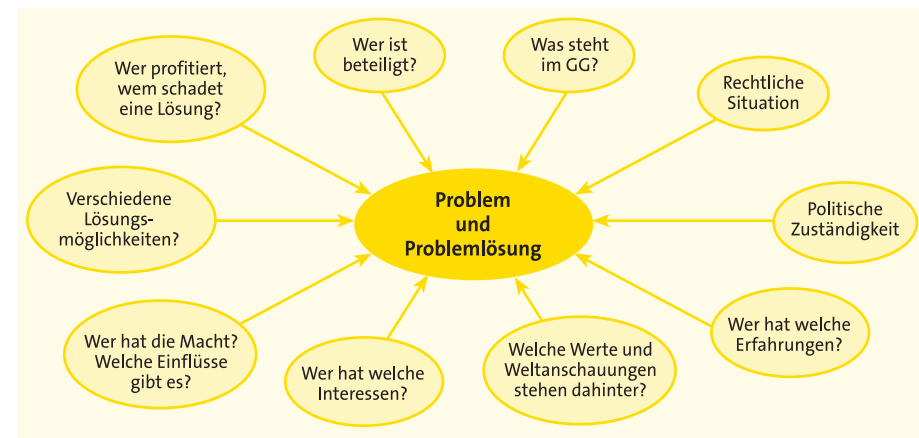 Wer ist
beteiligt?
Was steht
im GG?
Wer profitiert,
wem schadet
eine Lösung?
Rechtliche
Situation
Verschiedene
Lösungs-
möglichkeiten?
Problem
und
Problemlösung
Politische
Zuständigkeit
Wer hat die Macht?
Welche Einflüsse
gibt es?
Wer hat welche
Interessen?
Welche Werte und
Weltanschauungen
stehen dahinter?
Wer hat welche
Erfahrungen?